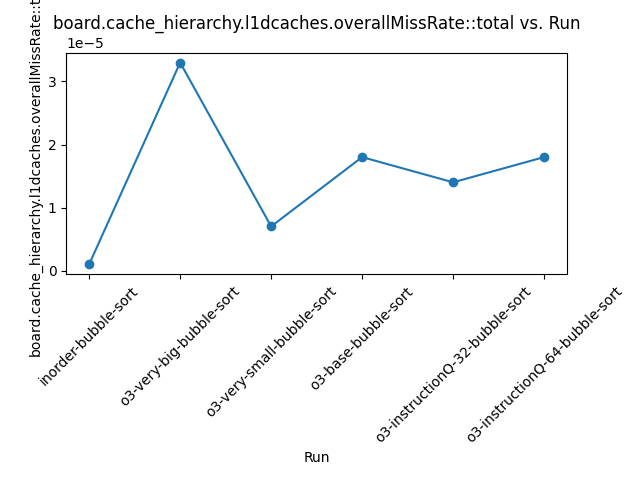 board.cache_hierarchy.l1dcaches.overallMissRate::total vs. Run
1e−5
board.cache_hierarchy.l1dcaches.overallMissRate::t
3
2
1
0
inorder-bubble-sort
o3-very-big-bubble-sort
o3-very-small-bubble-sort
o3-base-bubble-sort
o3-instructionQ-32-bubble-sort
o3-instructionQ-64-bubble-sort
Run